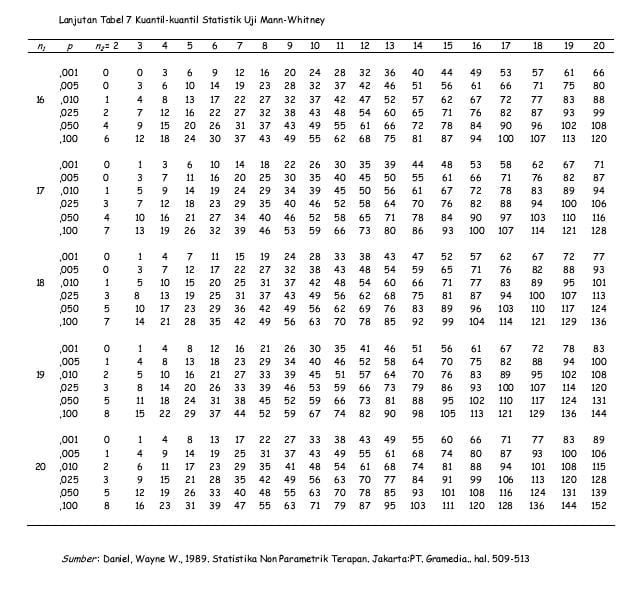 Lanjutan Tabel 7 Kuantil-kuantil Statistik Uji Mann-Whitney
n₁ p n₂= 2 3 4 5 6 7 8 9 10 11 12 13 14 15 16 17 18 19 20
,001 0 0 3 6 9 12 16 20 24 28 32 36 40 44 49 53 57 61 66
,005 0 3 6 10 14 19 23 28 32 37 42 46 51 56 61 66 71 75 80
16 ,010 1 4 8 13 17 22 27 32 37 42 47 52 57 62 67 72 77 83 88
,025 2 7 12 16 22 27 32 38 43 48 54 60 65 71 76 82 87 93 99
,050 4 9 15 20 26 31 37 43 49 55 61 66 72 78 84 90 96 102 108
,100 6 12 18 24 30 37 43 49 55 62 68 75 81 87 94 100 107 113 120
,001 0 1 3 6 10 14 18 22 26 30 35 39 44 48 53 58 62 67 71
,005 0 3 7 11 16 20 25 30 35 40 45 50 55 61 66 71 76 82 87
17 ,010 1 5 9 14 19 24 29 34 39 45 50 56 61 67 72 78 83 89 94
,025 3 7 12 18 23 29 35 40 46 52 58 64 70 76 82 88 94 100 106
,050 4 10 16 21 27 34 40 46 52 58 65 71 78 84 90 97 103 110 116
,100 7 13 19 26 32 39 46 53 59 66 73 80 86 93 100 107 114 121 128
,001 0 1 4 7 11 15 19 24 28 33 38 43 47 52 57 62 67 72 77
,005 0 3 7 12 17 22 27 32 38 43 48 54 59 65 71 76 82 88 93
18 ,010 1 5 10 15 20 25 31 37 42 48 54 60 66 71 77 83 89 95 101
,025 3 8 13 19 25 31 37 43 49 56 62 68 75 81 87 94 100 107 113
,050 5 10 17 23 29 36 42 49 56 62 69 76 83 89 96 103 110 117 124
,100 7 14 21 28 35 42 49 56 63 70 78 85 92 99 104 114 121 129 136
,001 0 1 4 8 12 16 21 26 30 35 41 46 51 56 61 67 72 78 83
,005 1 4 8 13 18 23 29 34 40 46 52 58 64 70 75 82 88 94 100
19 ,010 2 5 10 16 21 27 33 39 45 51 57 64 70 76 83 89 95 102 108
,025 3 8 14 20 26 33 39 46 53 59 66 73 79 86 93 100 107 114 120
,050 5 11 18 24 31 38 45 52 59 66 73 81 88 95 102 110 117 124 131
,100 8 15 22 29 37 44 52 59 67 74 82 90 98 105 113 121 129 136 144
,001 0 1 4 8 13 17 22 27 33 38 43 49 55 60 66 71 77 83 89
,005 1 4 9 14 19 25 31 37 43 49 55 61 68 74 80 87 93 100 106
20 ,010 2 6 11 17 23 29 35 41 48 54 61 68 74 81 88 94 101 108 115
,025 3 9 15 21 28 35 42 49 56 63 70 77 84 91 99 106 113 120 128
,050 5 12 19 26 33 40 48 55 63 70 78 85 93 101 108 116 124 131 139
,100 8 16 23 31 39 47 55 63 71 79 87 95 103 111 120 128 136 144 152
Sumber: Daniel, Wayne W., 1989. Statistika Non Parametrik Terapan. Jakarta:PT. Gramedia.. hal. 509-513